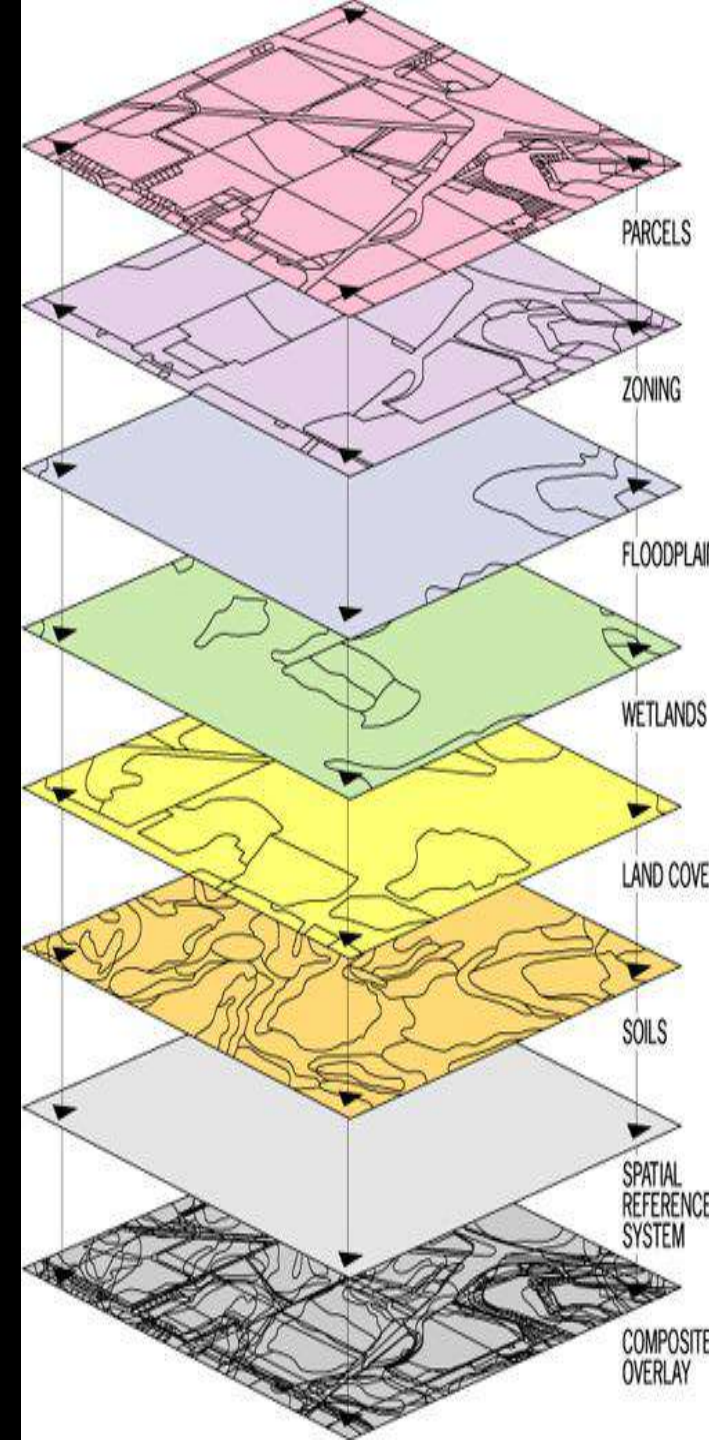 PARCELS
ZONING
FLOODPLAI
WETLANDS
LAND COVE
SOILS
SPATIAL
REFERENCE
SYSTEM
COMPOSITE
OVERLAY